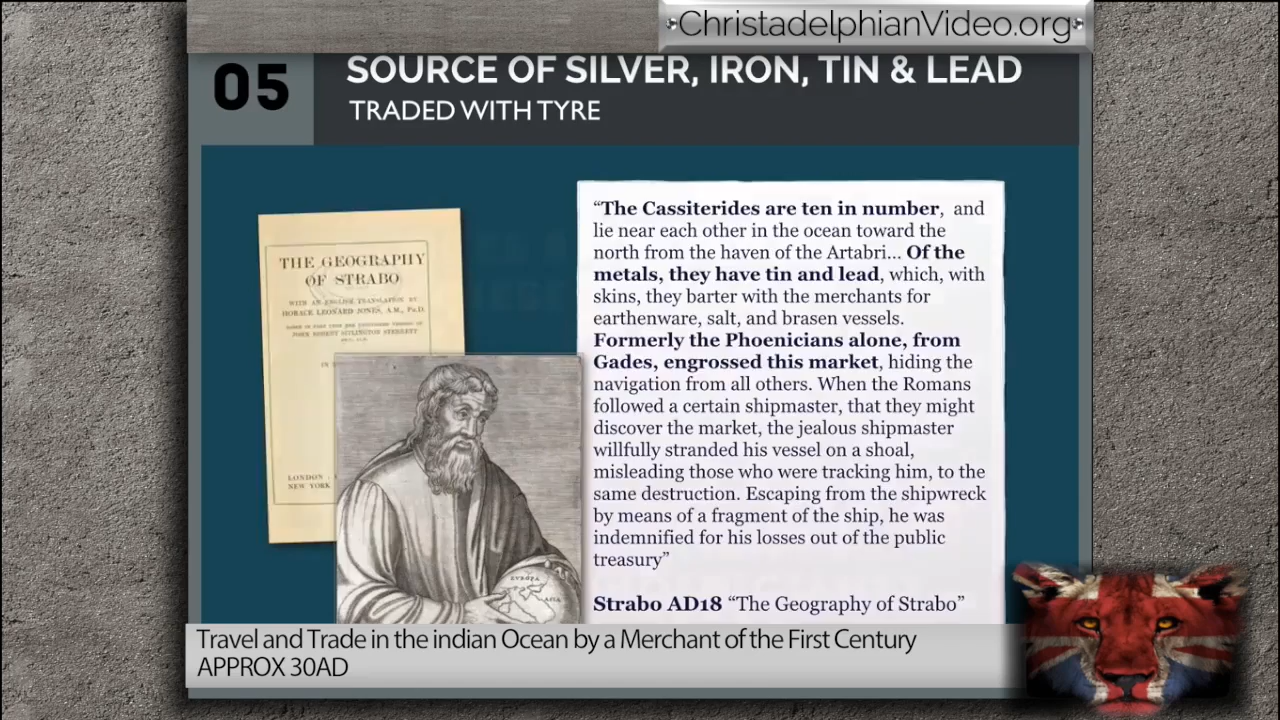 ChristadelphianVideo.org
05
SOURCE OF SILVER, IRON, TIN & LEAD
TRADED WITH TYRE
THE GEOGRAPHY
OF STRABO
WITH AN ENGLISH TRANSLATION BY
HORACE LEONARD JONES, A.M., Ph.D.
LONDON
NEW YORK
“The Cassiterides are ten in number, and
lie near each other in the ocean toward the
north from the haven of the Artabri... Of the
metals, they have tin and lead, which, with
skins, they barter with the merchants for
earthenware, salt, and brasen vessels.
Formerly the Phoenicians alone, from
Gades, engrossed this market, hiding the
navigation from all others. When the Romans
followed a certain shipmaster, that they might
discover the market, the jealous shipmaster
willfully stranded his vessel on a shoal,
misleading those who were tracking him, to the
same destruction. Escaping from the shipwreck
by means of a fragment of the ship, he was
indemnified for his losses out of the public
treasury”
Strabo AD18 “The Geography of Strabo”
EVROPA
ASIA
Travel and Trade in the indian Ocean by a Merchant of the First Century
APPROX 30AD